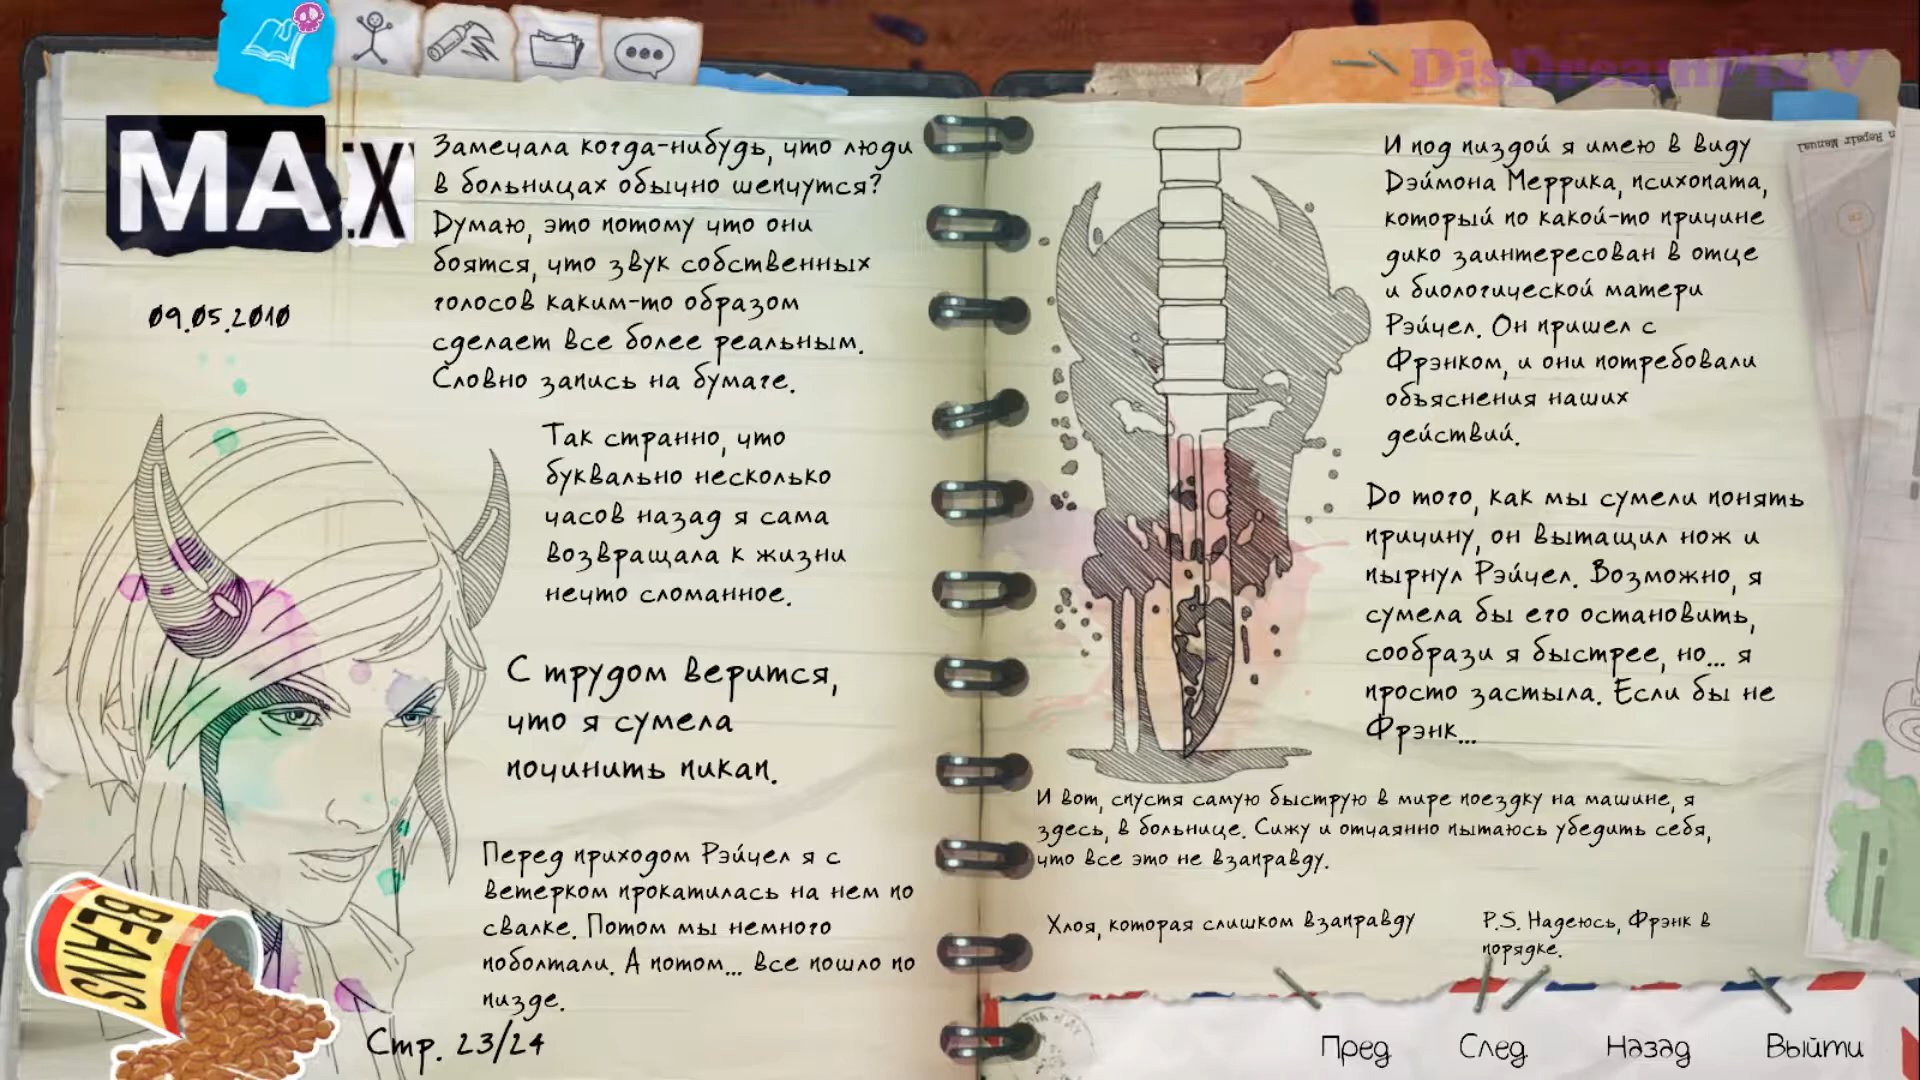 DisDreamPix V
n Repair Manual
MAX
09.05.2010
Замечала когда-нибудь, что люди
в больницах обычно шепчутся?
Думаю, это потому что они
боятся, что звук собственных
голосов каким-то образом
сделает все более реальным.
Словно запись на бумаге.
Так странно, что
буквально несколько
часов назад я сама
возвращала к жизни
нечто сломанное.
С трудом верится,
что я сумела
починить пикап.
Перед приходом Рэйчел я с
ветерком прокатилась на нем по
свалке. Потом мы немного
поболтали. А потом... все пошло по
пизде.
BEANS
Стр. 23/24
И под пиздой я имею в виду
Дэймона Меррика, психопата,
который по какой-то причине
дико заинтересован в отце
и биологической матери
Рэйчел. Он пришел с
Фрэнком, и они потребовали
объяснения наших
действий.
До того, как мы сумели понять
причину, он вытащил нож и
пырнул Рэйчел. Возможно, я
сумела бы его остановить,
сообрази я быстрее, но... я
просто застыла. Если бы не
Фрэнк...
И вот, спустя самую быструю в мире поездку на машине, я
здесь, в больнице. Сижу и отчаянно пытаюсь убедить себя,
что все это не взаправду.
Хлоя, которая слишком взаправду
P.S. Надеюсь, Фрэнк в
порядке.
Пред
След
Назад
Выйти